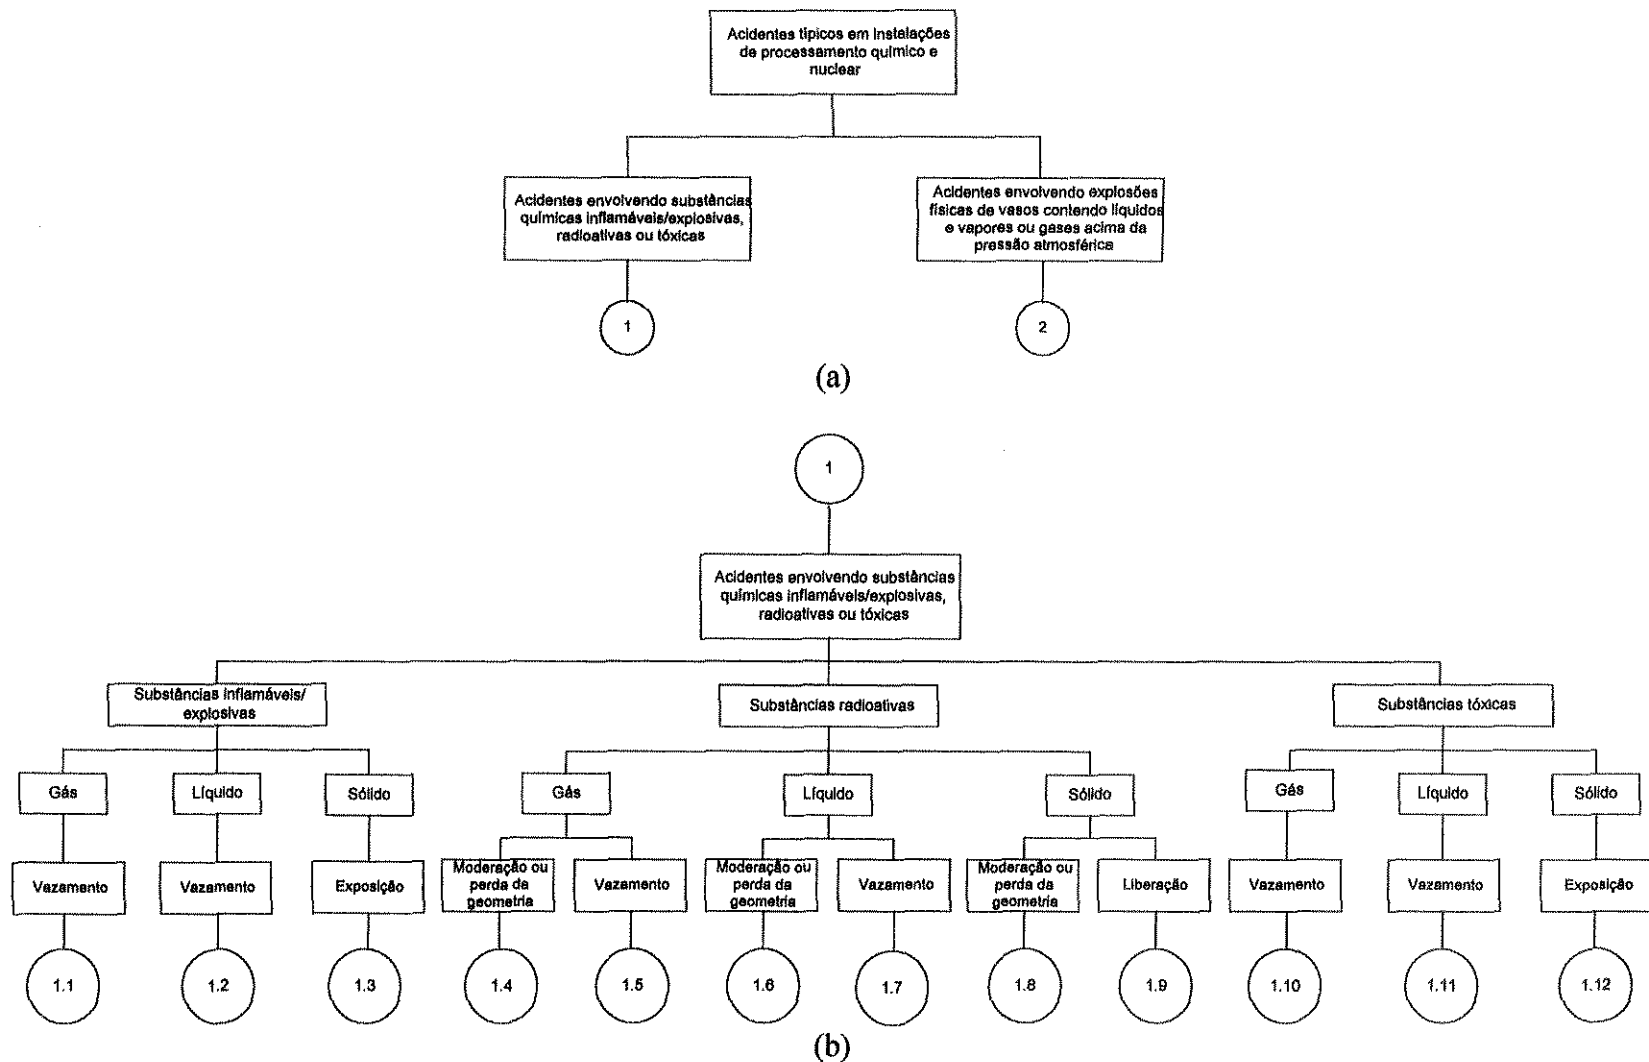 Acidentes típicos em instalações
de processamento químico e
nuclear
Acidentes envolvendo substâncias
químicas inflamáveis/explosivas,
radioativas ou tóxicas
Acidentes envolvendo explosões
físicas de vasos contendo líquidos
e vapores ou gases acima da
pressão atmosférica
1
2
(a)
1
Acidentes envolvendo substâncias
químicas inflamáveis/explosivas,
radioativas ou tóxicas
Substâncias inflamáveis/
explosivas
Substâncias radioativas
Substâncias tóxicas
Gás
Líquido
Sólido
Gás
Líquido
Sólido
Gás
Líquido
Sólido
Vazamento
Vazamento
Exposição
Moderação ou
perda da
geometria
Vazamento
Moderação ou
perda da
geometria
Vazamento
Moderação ou
perda da
geometria
Liberação
Vazamento
Vazamento
Exposição
1.1
1.2
1.3
1.4
1.5
1.6
1.7
1.8
1.9
1.10
1.11
1.12
(b)